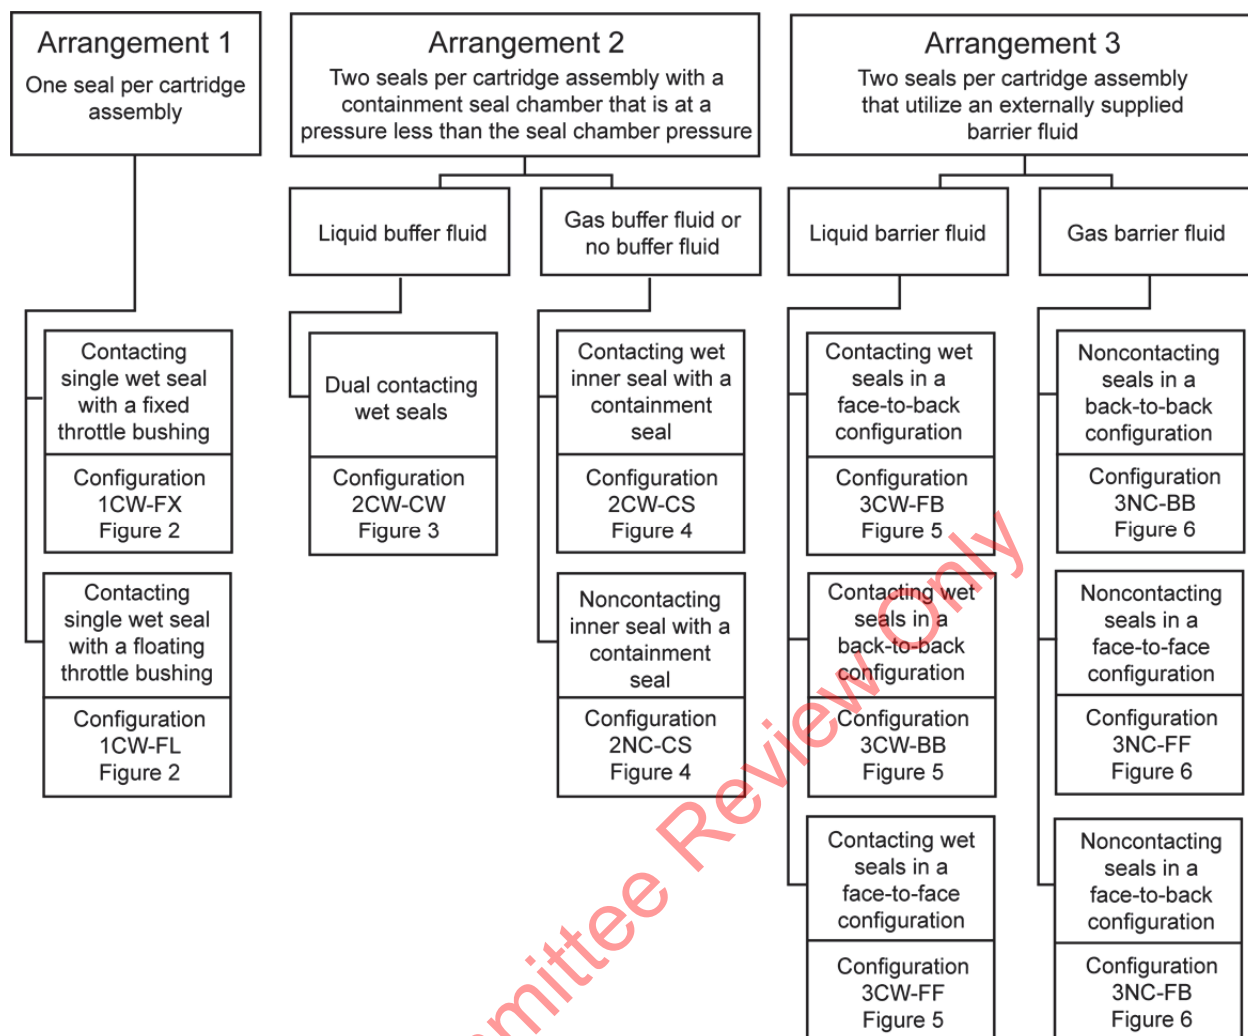 Arrangement 1
One seal per cartridge
assembly
Arrangement 2
Two seals per cartridge assembly with a
containment seal chamber that is at a
pressure less than the seal chamber pressure
Arrangement 3
Two seals per cartridge assembly
that utilize an externally supplied
barrier fluid
Liquid buffer fluid
Gas buffer fluid or
no buffer fluid
Liquid barrier fluid
Gas barrier fluid
Contacting
single wet seal
with a fixed
throttle bushing
Configuration
1CW-FX
Figure 2
Contacting
single wet seal
with a floating
throttle bushing
Configuration
1CW-FL
Figure 2
Dual contacting
wet seals
Configuration
2CW-CW
Figure 3
Contacting wet
inner seal with a
containment
seal
Configuration
2CW-CS
Figure 4
Noncontacting
inner seal with a
containment
seal
Configuration
2NC-CS
Figure 4
Contacting wet
seals in a
face-to-back
configuration
Configuration
3CW-FB
Figure 5
Contacting wet
seals in a
back-to-back
configuration
Configuration
3CW-BB
Figure 5
Contacting wet
seals in a
face-to-face
configuration
Configuration
3CW-FF
Figure 5
Noncontacting
seals in a
back-to-back
configuration
Configuration
3NC-BB
Figure 6
Noncontacting
seals in a
face-to-face
configuration
Configuration
3NC-FF
Figure 6
Noncontacting
seals in a
face-to-back
configuration
Configuration
3NC-FB
Figure 6
mmittee Review Only